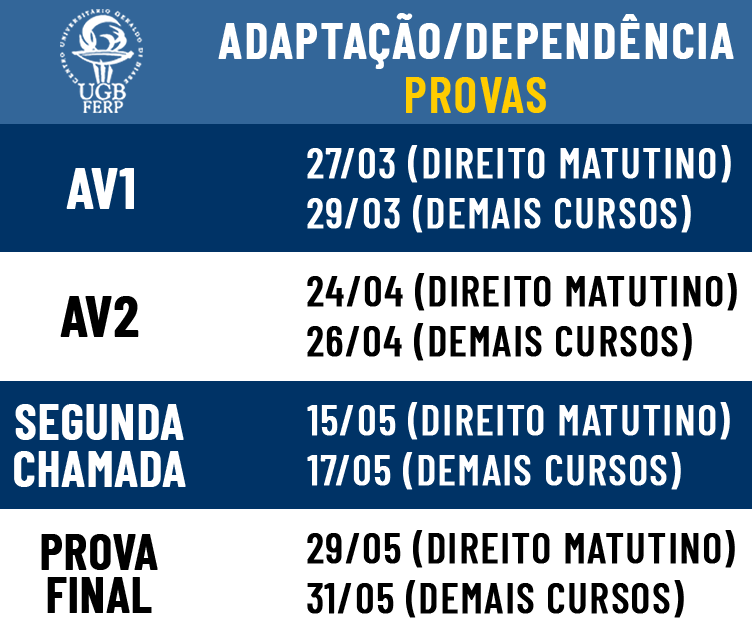 CENTRO UNIVERSITÁRIO GERALDO DI BIASE
UGB
FERP
ADAPTAÇÃO/DEPENDÊNCIA
PROVAS
AV1
27/03 (DIREITO MATUTINO)
29/03 (DEMAIS CURSOS)
AV2
24/04 (DIREITO MATUTINO)
26/04 (DEMAIS CURSOS)
SEGUNDA
CHAMADA
15/05 (DIREITO MATUTINO)
17/05 (DEMAIS CURSOS)
PROVA
FINAL
29/05 (DIREITO MATUTINO)
31/05 (DEMAIS CURSOS)